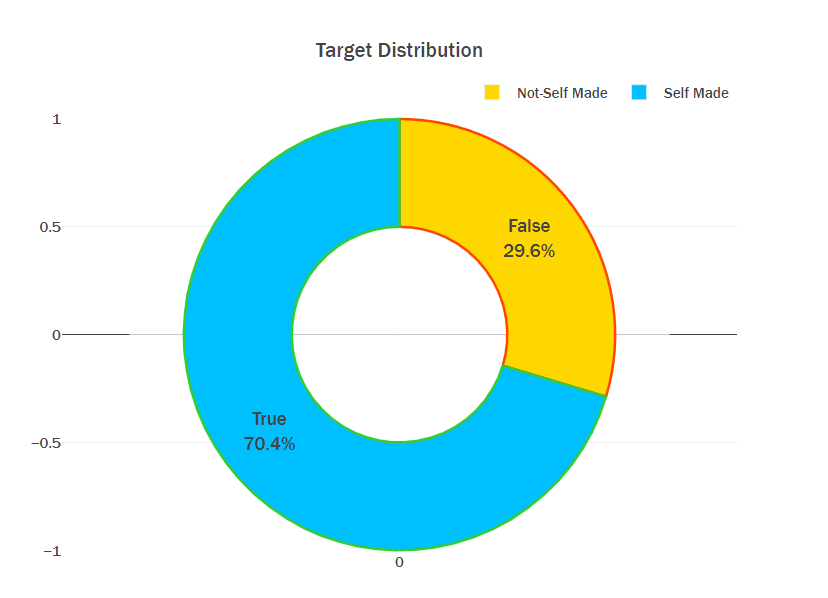 Target Distribution
Not-Self Made
Self Made
1
0.5
0
−0.5
−1
False
29.6%
True
70.4%
0